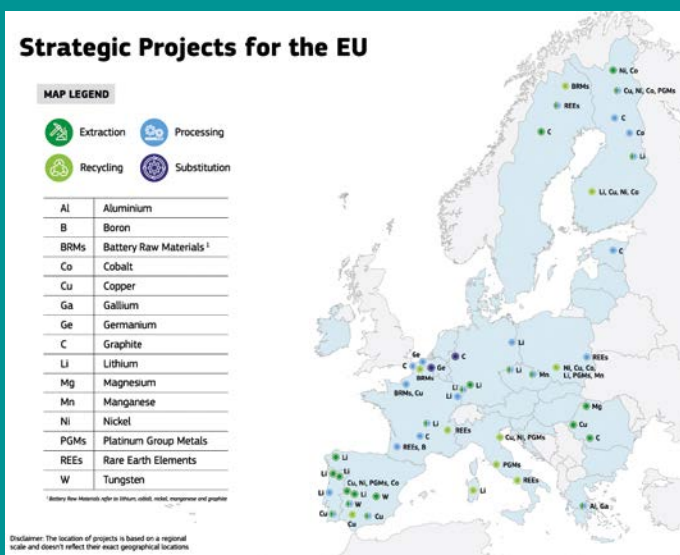 Strategic Projects for the EU
MAP LEGEND
Extraction
Processing
Recycling
Substitution
Al Aluminium
B Boron
BRMs Battery Raw Materials ¹
Co Cobalt
Cu Copper
Ga Gallium
Ge Germanium
C Graphite
Li Lithium
Mg Magnesium
Mn Manganese
Ni Nickel
PGMs Platinum Group Metals
REEs Rare Earth Elements
W Tungsten
¹ Battery Raw Materials refer to lithium, cobalt, nickel, manganese and graphite
Disclaimer: The location of projects is based on a regional
scale and doesn't reflect their exact geographical locations
Ni, Co
BRMs
Cu, Ni, Co, PGMs
REEs
C
C
Co
Li
Li, Cu, Ni, Co
C
Li
Ge
C
C
Ge
BRMs
REEs
Li
Mn
Ni, Cu, Co,
Li, PGMs, Mn
BRMs, Cu
Li
Li
Li
Mg
Li
Cu
C
REEs
C
REEs, B
Cu, Ni, PGMs
Li
PGMs
Li
Li
REEs
Cu, Ni, PGMs, Co
Li
Li
W
W
Al, Ga
Cu
Co
Cu